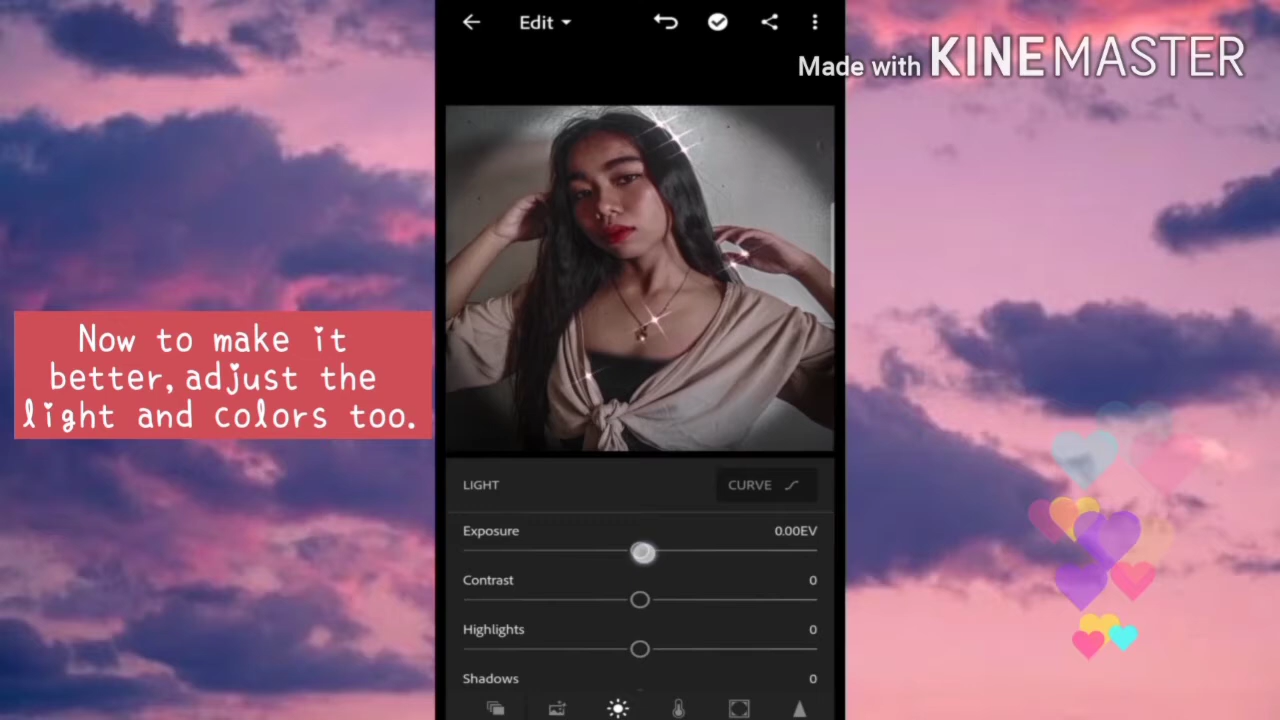 Edit
Made with KINEMASTER
Now to make it
better, adjust the
light and colors too.
LIGHT
CURVE
Exposure 0.00EV
Contrast 0
Highlights 0
Shadows 0